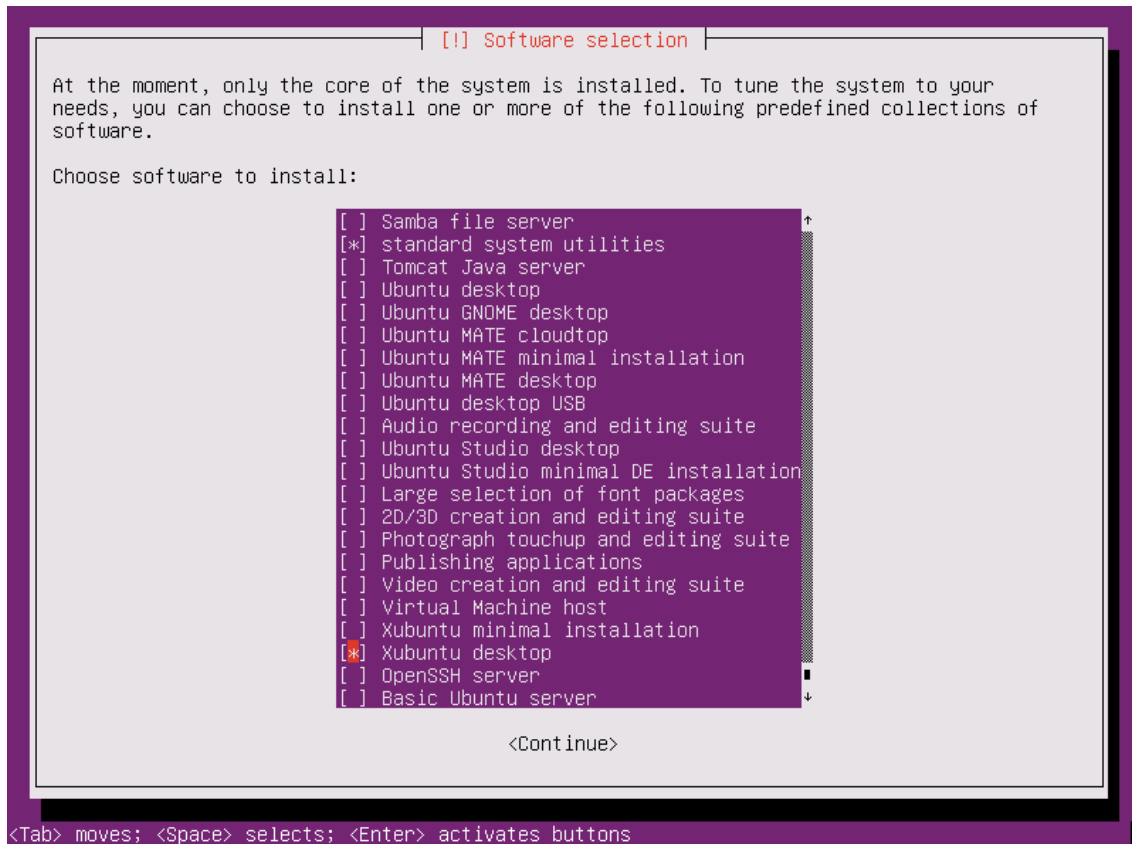 [!] Software selection
At the moment, only the core of the system is installed. To tune the system to your
needs, you can choose to install one or more of the following predefined collections of
software.
Choose software to install:
[ ] Samba file server
[*] standard system utilities
[ ] Tomcat Java server
[ ] Ubuntu desktop
[ ] Ubuntu GNOME desktop
[ ] Ubuntu MATE cloudtop
[ ] Ubuntu MATE minimal installation
[ ] Ubuntu MATE desktop
[ ] Ubuntu desktop USB
[ ] Audio recording and editing suite
[ ] Ubuntu Studio desktop
[ ] Ubuntu Studio minimal DE installation
[ ] Large selection of font packages
[ ] 2D/3D creation and editing suite
[ ] Photograph touchup and editing suite
[ ] Publishing applications
[ ] Video creation and editing suite
[ ] Virtual Machine host
[ ] Xubuntu minimal installation
[*] Xubuntu desktop
[ ] OpenSSH server
[ ] Basic Ubuntu server
<Continue>
<Tab> moves; <Space> selects; <Enter> activates buttons